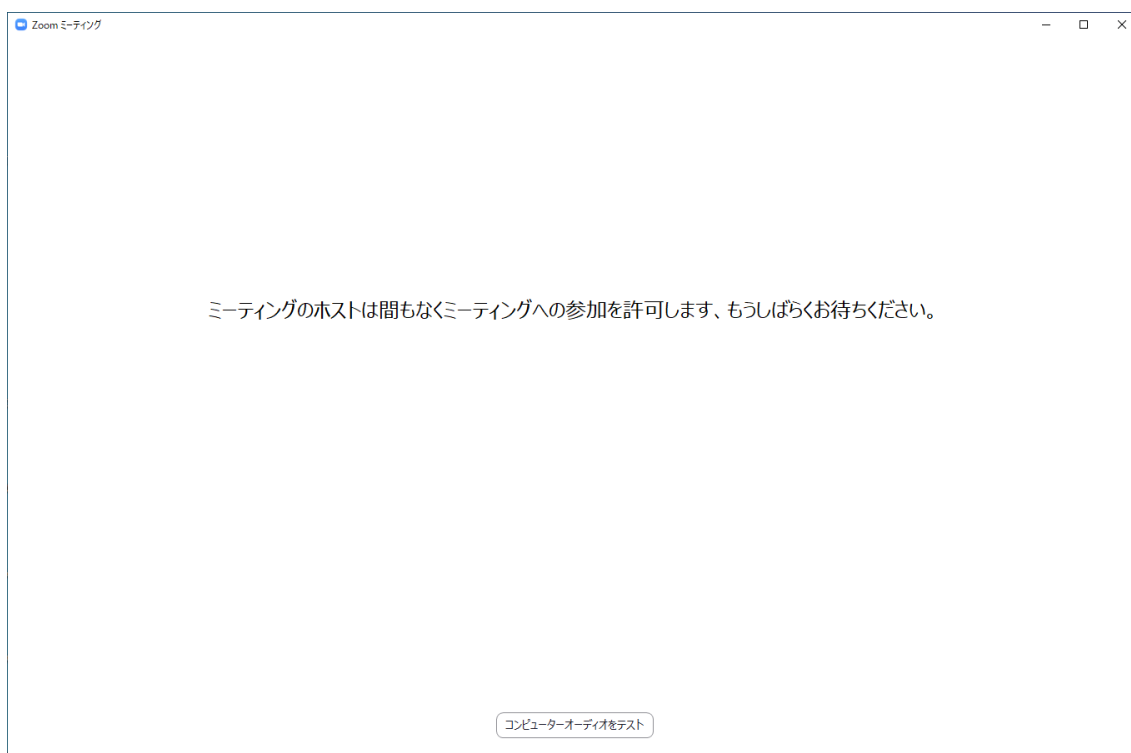 Zoom ミーティング
ミーティングのホストは間もなくミーティングへの参加を許可します、もうしばらくお待ちください。
コンピューターオーディオをテスト